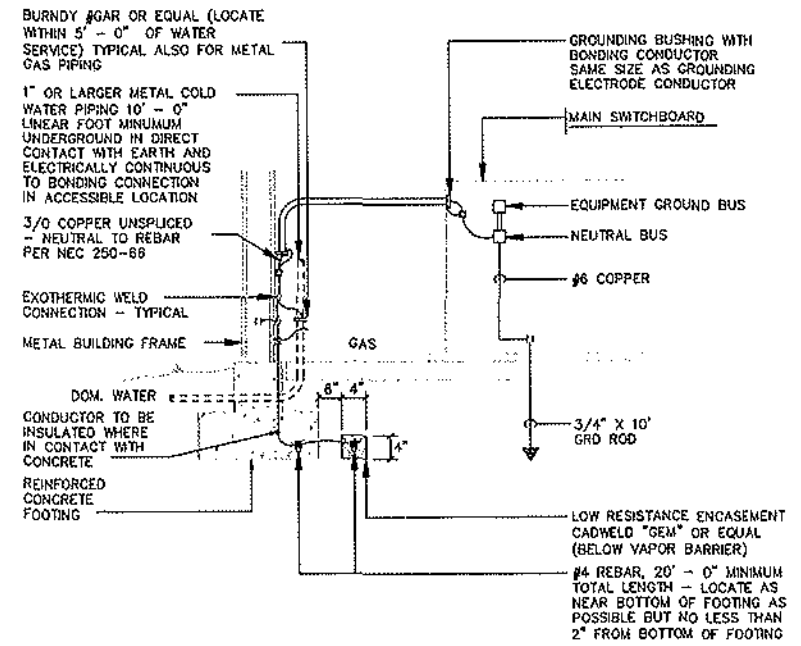 BURNDY #GAR OR EQUAL (LOCATE
WITHIN 5' - 0" OF WATER
SERVICE) TYPICAL ALSO FOR METAL
GAS PIPING
1" OR LARGER METAL COLD
WATER PIPING 10' - 0"
LINEAR FOOT MINUMUM
UNDERGROUND IN DIRECT
CONTACT WITH EARTH AND
ELECTRICALLY CONTINUOUS
TO BONDING CONNECTION
IN ACCESSIBLE LOCATION
3/0 COPPER UNSPLICED
- NEUTRAL TO REBAR
PER NEC 250-66
EXOTHERMIC WELD
CONNECTION - TYPICAL
METAL BUILDING FRAME
DOM. WATER
CONDUCTOR TO BE
INSULATED WHERE
IN CONTACT WITH
CONCRETE
REINFORCED
CONCRETE
FOOTING
GAS
6" 4"
4"
GROUNDING BUSHING WITH
BONDING CONDUCTOR
SAME SIZE AS GROUNDING
ELECTRODE CONDUCTOR
MAIN SWITCHBOARD
EQUIPMENT GROUND BUS
NEUTRAL BUS
#6 COPPER
3/4" X 10'
GRD ROD
LOW RESISTANCE ENCASEMENT
CADWELD "GEM" OR EQUAL
(BELOW VAPOR BARRIER)
#4 REBAR, 20' - 0" MINIMUM
TOTAL LENGTH - LOCATE AS
NEAR BOTTOM OF FOOTING AS
POSSIBLE BUT NO LESS THAN
2" FROM BOTTOM OF FOOTING